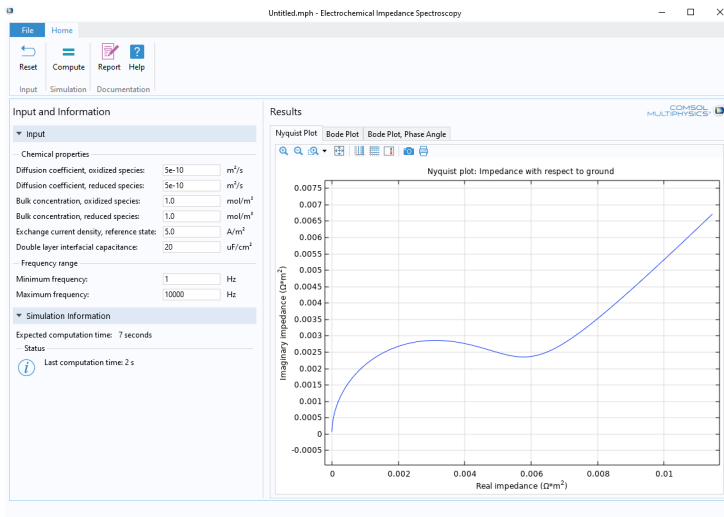 Untitled.mph - Electrochemical Impedance Spectroscopy
File Home
Reset Compute Report Help
Input Simulation Documentation
Input and Information
Input
Chemical properties
Diffusion coefficient, oxidized species: 5e-10 m²/s
Diffusion coefficient, reduced species: 5e-10 m²/s
Bulk concentration, oxidized species: 1.0 mol/m³
Bulk concentration, reduced species: 1.0 mol/m³
Exchange current density, reference state: 5.0 A/m²
Double layer interfacial capacitance: 20 uF/cm²
Frequency range
Minimum frequency: 1 Hz
Maximum frequency: 10000 Hz
Simulation Information
Expected computation time: 7 seconds
Status
Last computation time: 2 s
Results
COMSOL
MULTIPHYSICS®
Nyquist Plot Bode Plot Bode Plot, Phase Angle
Nyquist plot: Impedance with respect to ground
Imaginary impedance (Ω*m²)
0.0075
0.007
0.0065
0.006
0.0055
0.005
0.0045
0.004
0.0035
0.003
0.0025
0.002
0.0015
0.001
0.0005
0
-0.0005
0 0.002 0.004 0.006 0.008 0.01
Real impedance (Ω*m²)